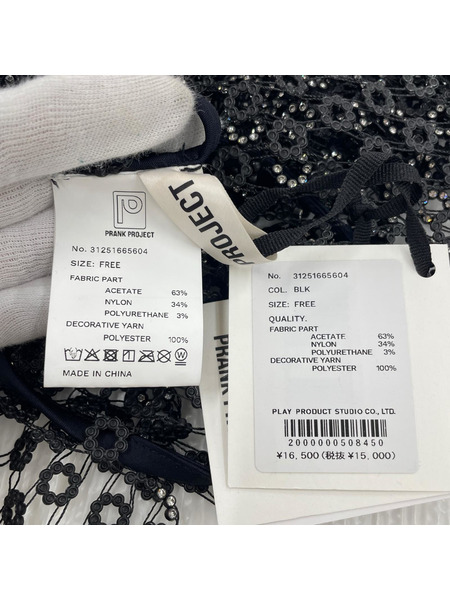 P
PRANK PROJECT
No. 31251665604
SIZE: FREE
FABRIC PART
ACETATE 63%
NYLON 34%
POLYURETHANE 3%
DECORATIVE YARN
POLYESTER 100%
MADE IN CHINA
PROJECT
No. 31251665604
COL. BLK
SIZE: FREE
QUALITY.
FABRIC PART
ACETATE 63%
NYLON 34%
POLYURETHANE 3%
DECORATIVE YARN
POLYESTER 100%
PLAY PRODUCT STUDIO CO., LTD.
2000000508450
¥16,500(税抜 ¥15,000)
PRANK